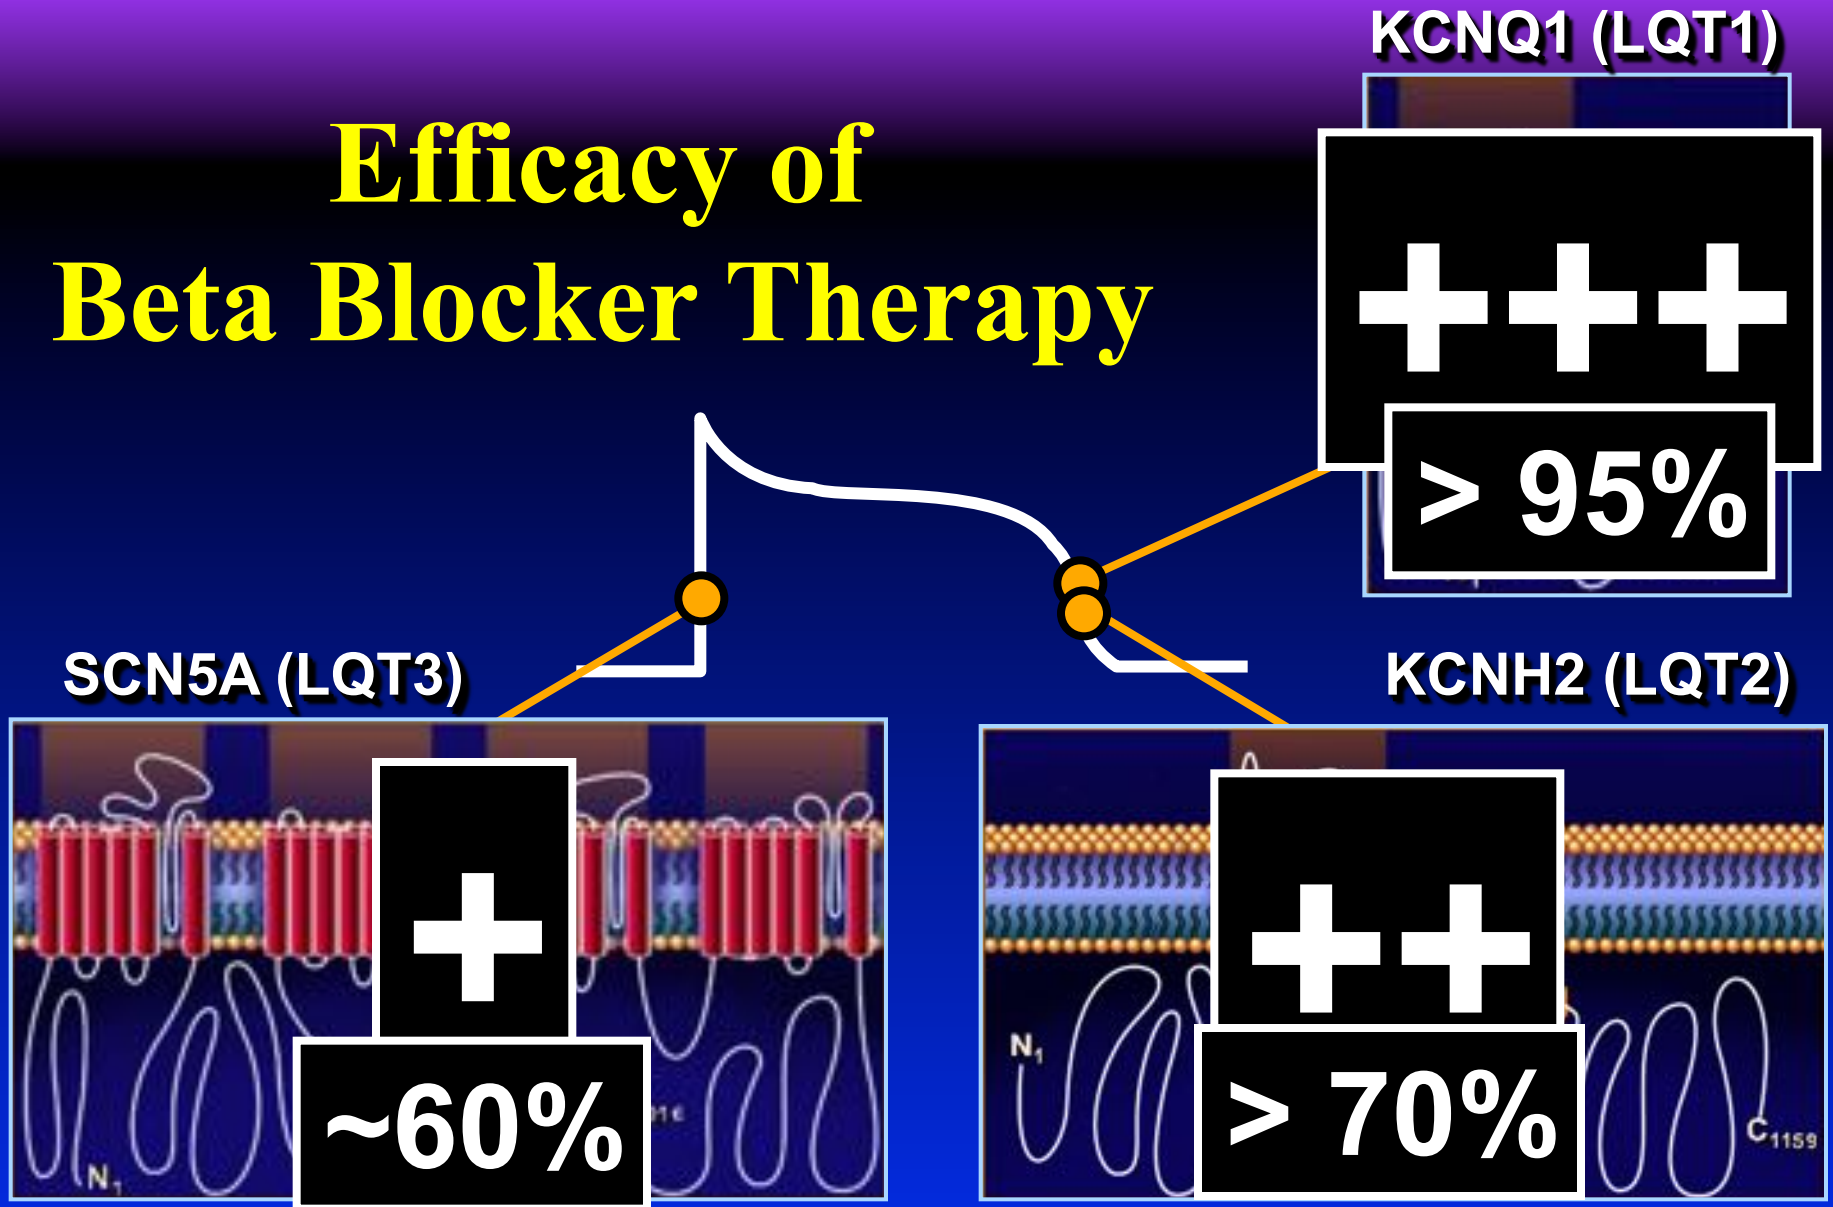 KCNQ1 (LQT1)
Efficacy of
Beta Blocker Therapy
+++
> 95%
SCN5A (LQT3)
KCNH2 (LQT2)
+
++
N1
~60%
> 70%
C1159
N1